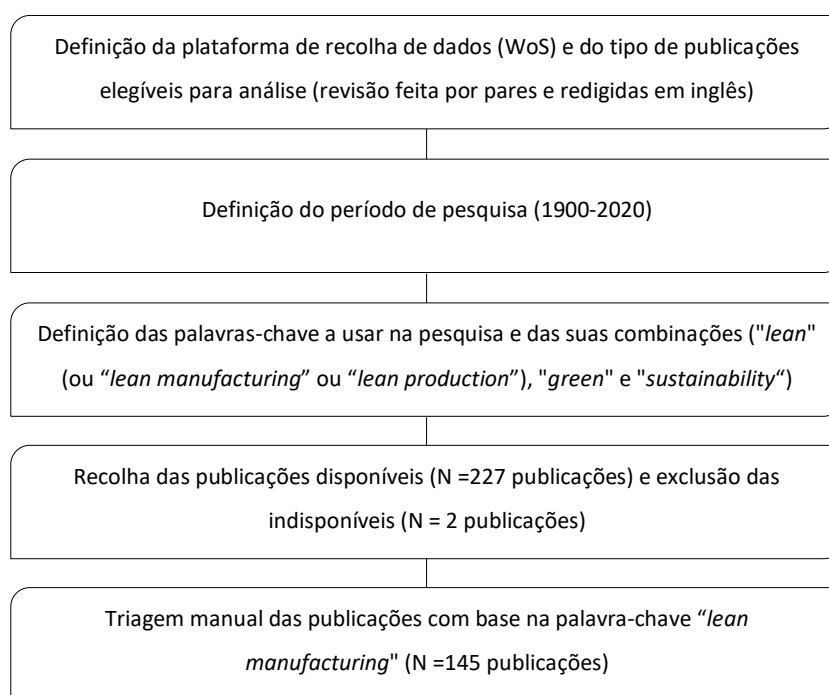 Definição da plataforma de recolha de dados (WoS) e do tipo de publicações
elegíveis para análise (revisão feita por pares e redigidas em inglês)
Definição do período de pesquisa (1900-2020)
Definição das palavras-chave a usar na pesquisa e das suas combinações ("lean"
(ou “lean manufacturing” ou “lean production”), "green" e "sustainability“)
Recolha das publicações disponíveis (N =227 publicações) e exclusão das
indisponíveis (N = 2 publicações)
Triagem manual das publicações com base na palavra-chave “lean
manufacturing" (N =145 publicações)